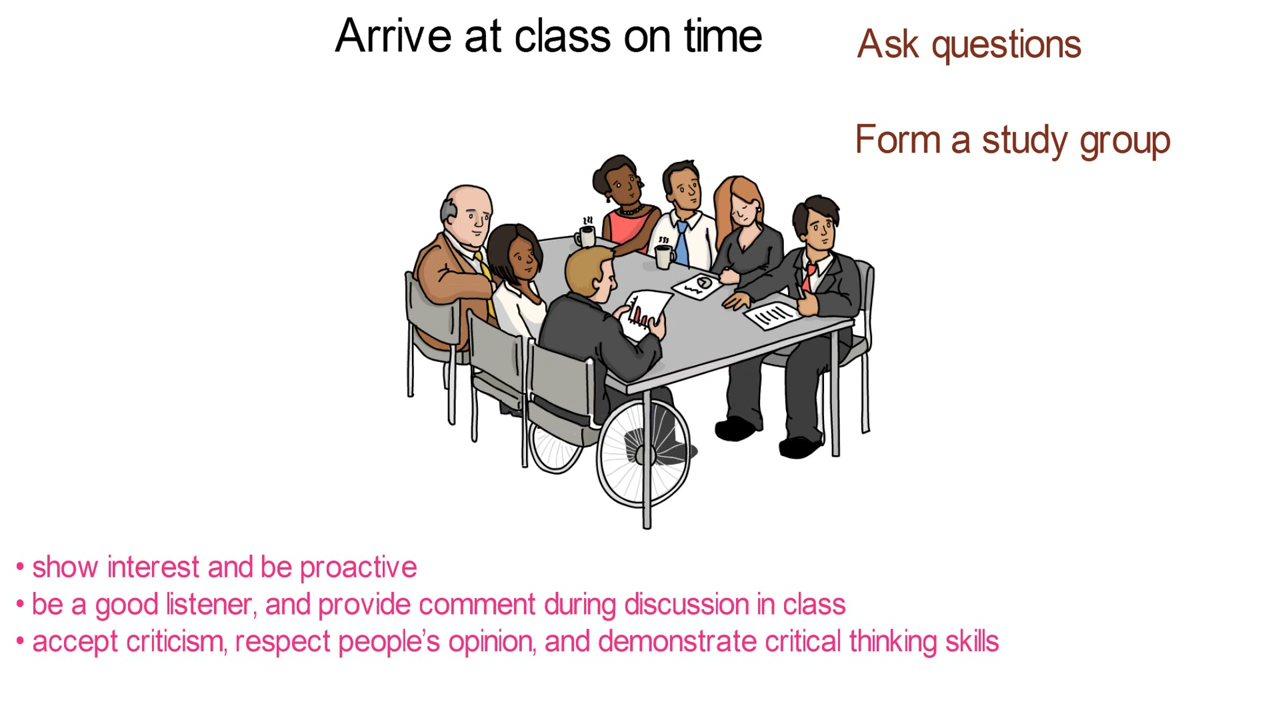 Arrive at class on time
Ask questions
Form a study group
• show interest and be proactive
• be a good listener, and provide comment during discussion in class
• accept criticism, respect people’s opinion, and demonstrate critical thinking skills